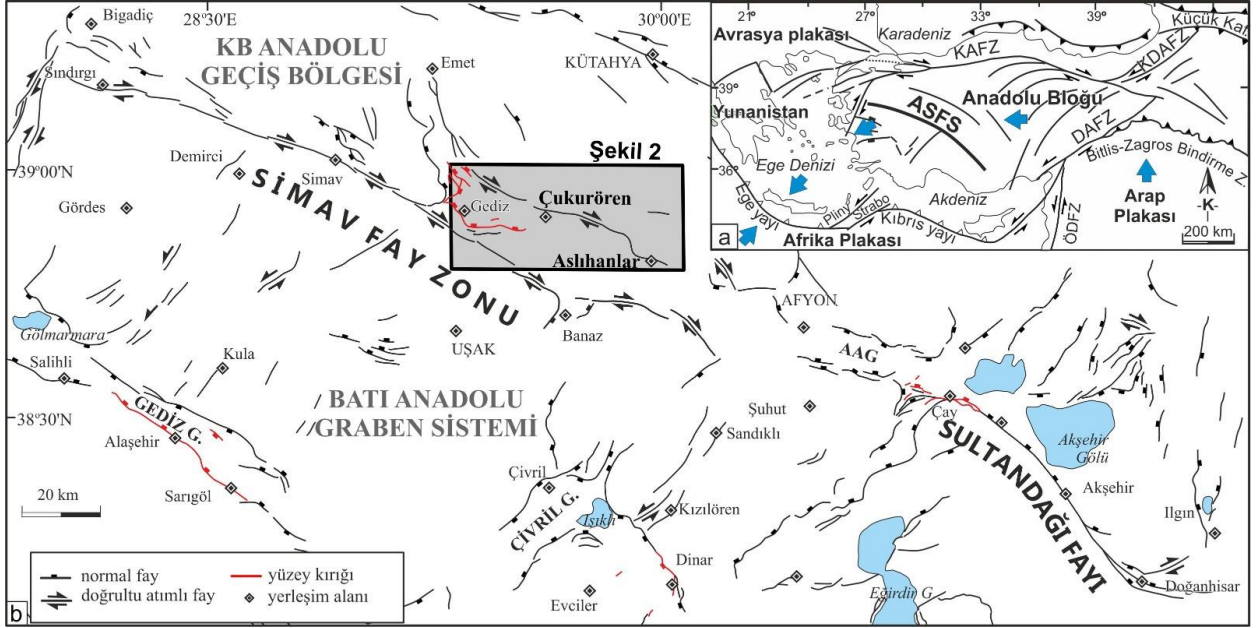 28°30'E
30°00'E
Bigadiç
KB ANADOLU
GEÇİŞ BÖLGESİ
Sındırgı
Emet
KÜTAHYA
39°00'N
Demirci
Simav
Gördes
SİMAV FAY ZONU
Şekil 2
Gediz
Çukurören
Aslıhanlar
Banaz
UŞAK
Gölmarmara
Salihli
Kula
38°30'N
GEDİZ G.
Alaşehir
Sarıgöl
BATI ANADOLU
GRABEN SİSTEMİ
20 km
Çivril
ÇİVRİL G.
Işıklı
Kızılören
Dinar
Evciler
Sandıklı
Şuhut
AFYON
AAG
Çay
SULTANDAĞI FAYI
Akşehir
Gölü
Akşehir
Ilgın
Doğanhisar
Eğirdir G
normal fay
doğrultu atımlı fay
yüzey kırığı
yerleşim alanı
b
21°
27°
33°
39°
Avrasya plakası
Karadeniz
Küçük Kaf.
KAFZ
KDAFZ
39°
Yunanistan
ASFS
Anadolu Bloğu
DAFZ
Bitlis-Zagros Bindirme Z.
36°
Ege Denizi
Ege yayı
Pliny
Strabo
Akdeniz
Kıbrıs yayı
ÖDFZ
Arap
Plakası
-K-
200 km
a
Afrika Plakası